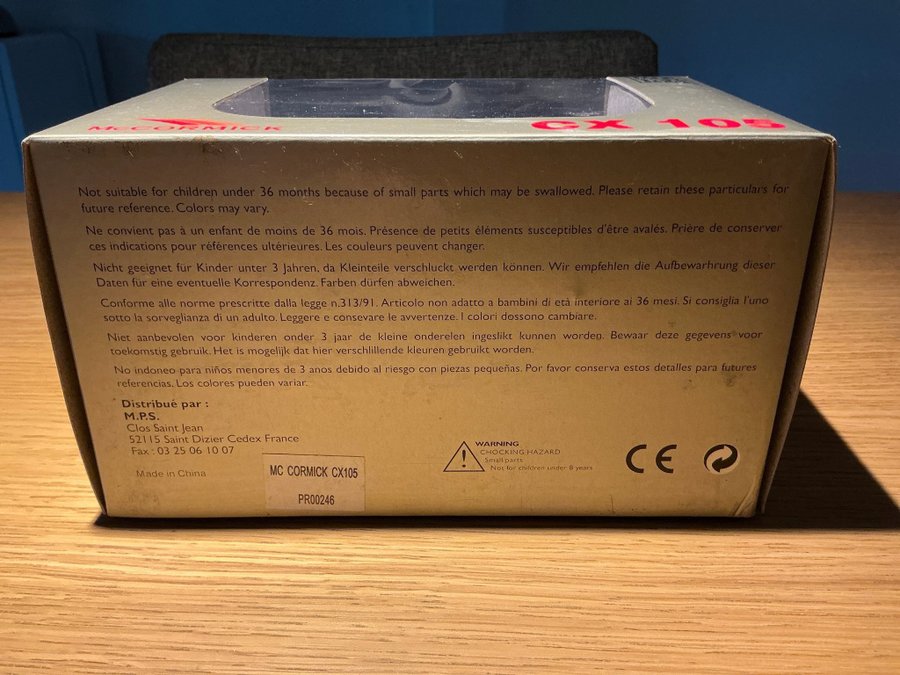 McCORMICK
CX 105
Not suitable for children under 36 months because of small parts which may be swallowed. Please retain these particulars for
future reference. Colors may vary.
Ne convient pas à un enfant de moins de 36 mois. Présence de petits éléments susceptibles d'être avalés. Prière de conserver
ces indications pour références ultérieures. Les couleurs peuvent changer.
Nicht geeignet für Kinder unter 3 Jahren, da Kleinteile verschluckt werden können. Wir empfehlen die Aufbewarhrung dieser
Daten für eine eventuelle Korrespondenz. Farben dürfen abweichen.
Conforme alle norme prescritte dalla legge n.313/91. Articolo non adatto a bambini di età interiore ai 36 mesi. Si consiglia l'uno
sotto la sorveglianza di un adulto. Leggere e consevare le avvertenze. I colori dossono cambiare.
Niet aanbevolen voor kinderen onder 3 jaar de kleine onderelen ingeslikt kunnen worden. Bewaar deze gegevens voor
toekomstig gebruik. Het is mogelijk dat hier verschlillende kleuren gebruikt worden.
No indoneo para niños menores de 3 anos debido al riesgo con piezas pequeñas. Por favor conserva estos detalles para futures
referencias. Los colores pueden variar.
Distribué par :
M.P.S.
Clos Saint Jean
52115 Saint Dizier Cedex France
Fax : 03 25 06 10 07
Made in China
MC CORMICK CX105
PR00246
WARNING
CHOCKING HAZARD
Small parts
Not for children under 8 years
CE